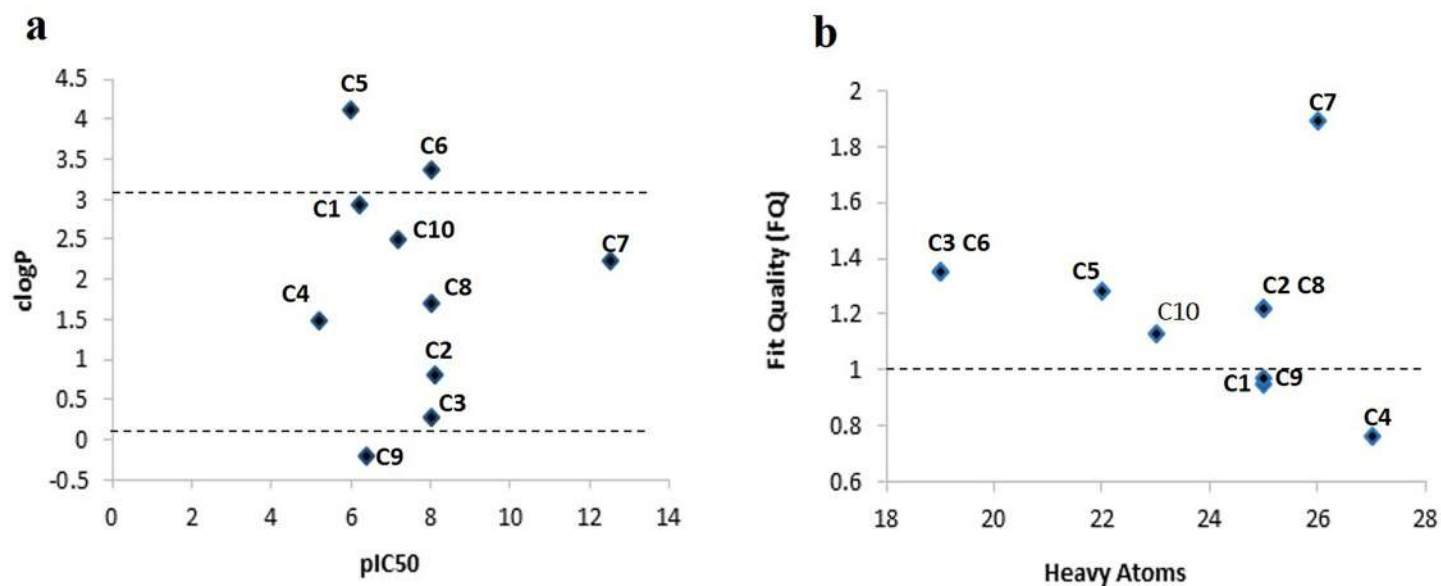 a
4.5
4
3.5
3
2.5
2
1.5
1
0.5
0
-0.5
clogP
C5
C6
C1
C10
C7
C4
C8
C2
C3
C9
0 2 4 6 8 10 12 14
pIC50
b
2
1.8
1.6
1.4
1.2
1
0.8
0.6
Fit Quality (FQ)
C7
C3 C6
C5
C2 C8
C10
C1
C9
C4
18 20 22 24 26 28
Heavy Atoms